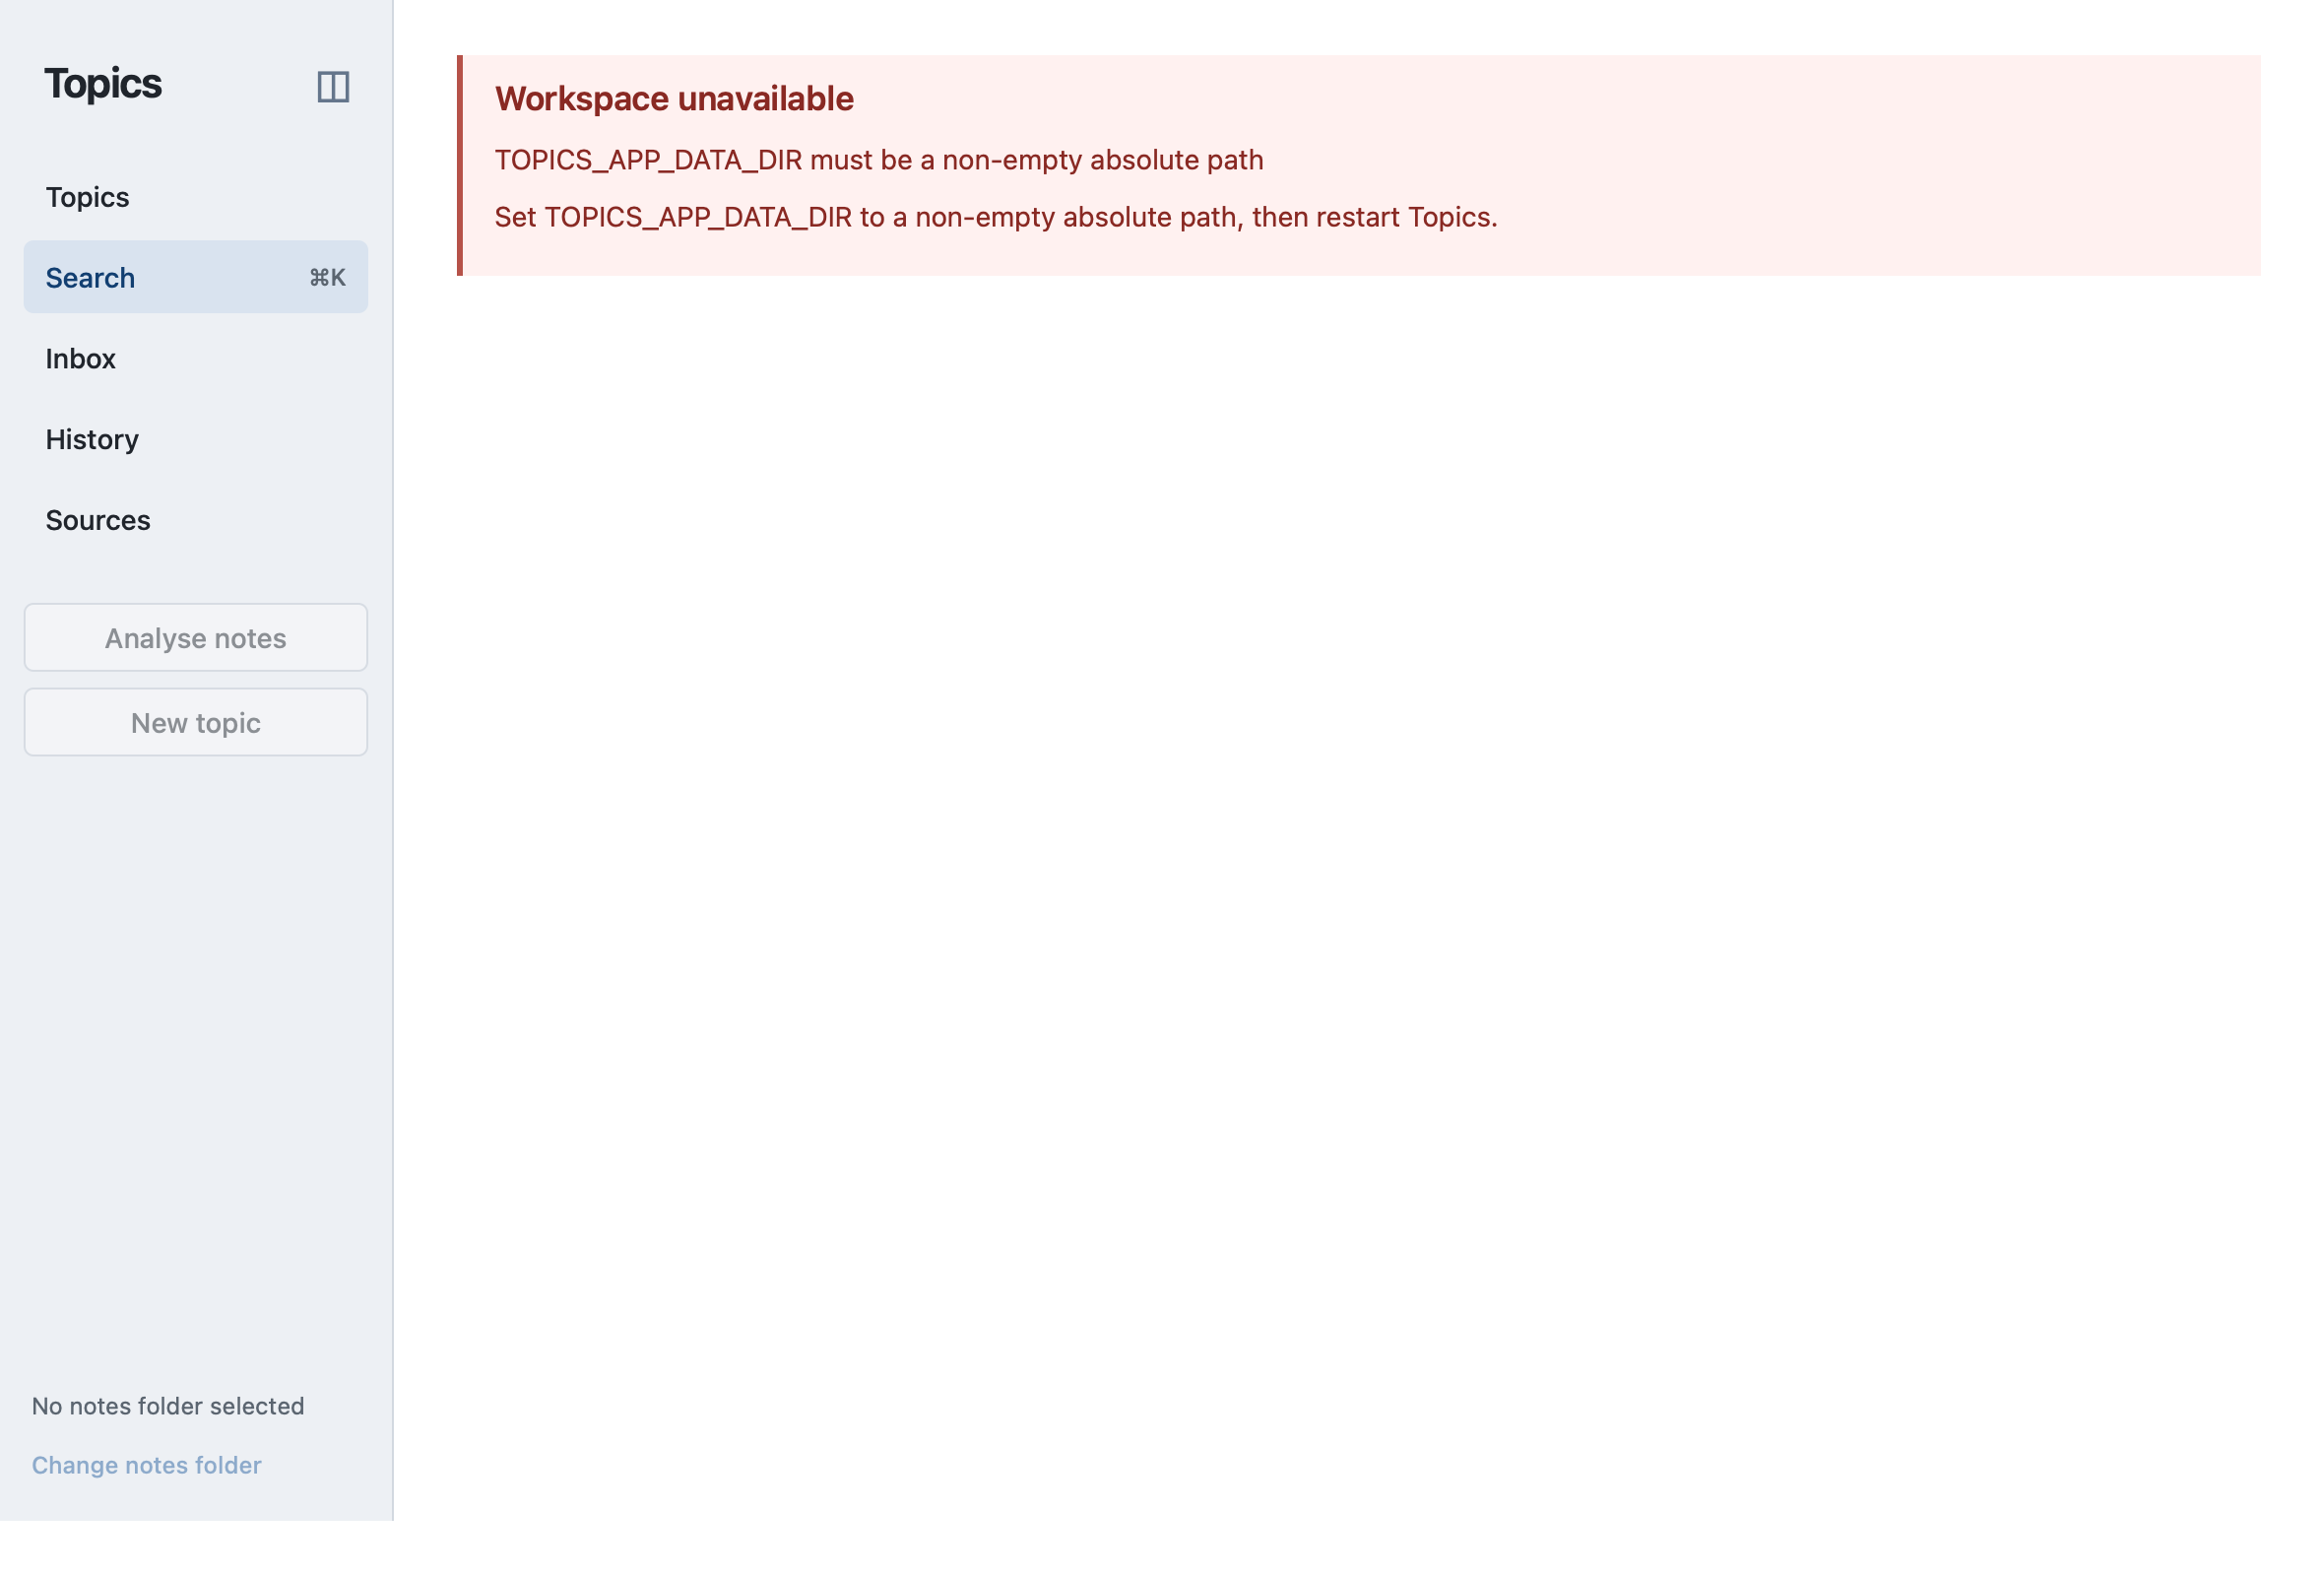 Topics
Topics
Search ⌘K
Inbox
History
Sources
Analyse notes
New topic
No notes folder selected
Change notes folder
Workspace unavailable
TOPICS_APP_DATA_DIR must be a non-empty absolute path
Set TOPICS_APP_DATA_DIR to a non-empty absolute path, then restart Topics.